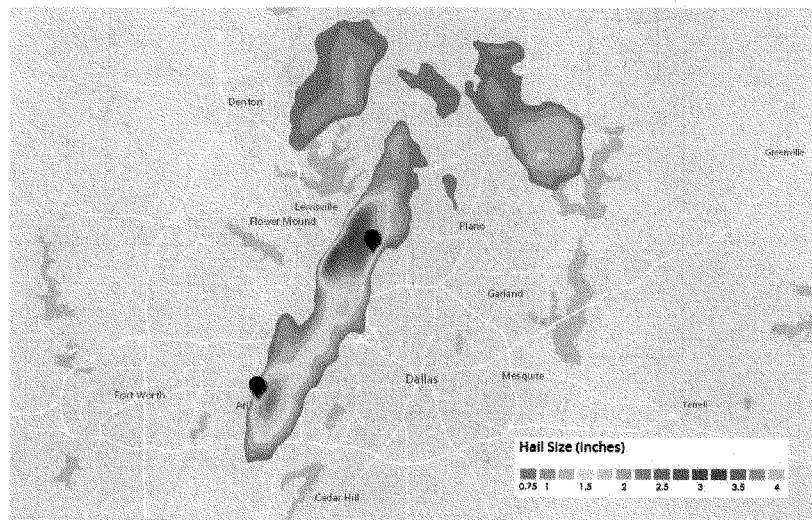 Denton
Greenville
Lewisville
Flower Mound
Plano
Garland
Fort Worth
Arl
Dallas
Mesquite
Terrell
Hail Size (inches)
0.75 1 1.5 2 2.5 3 3.5 4
Cedar Hill